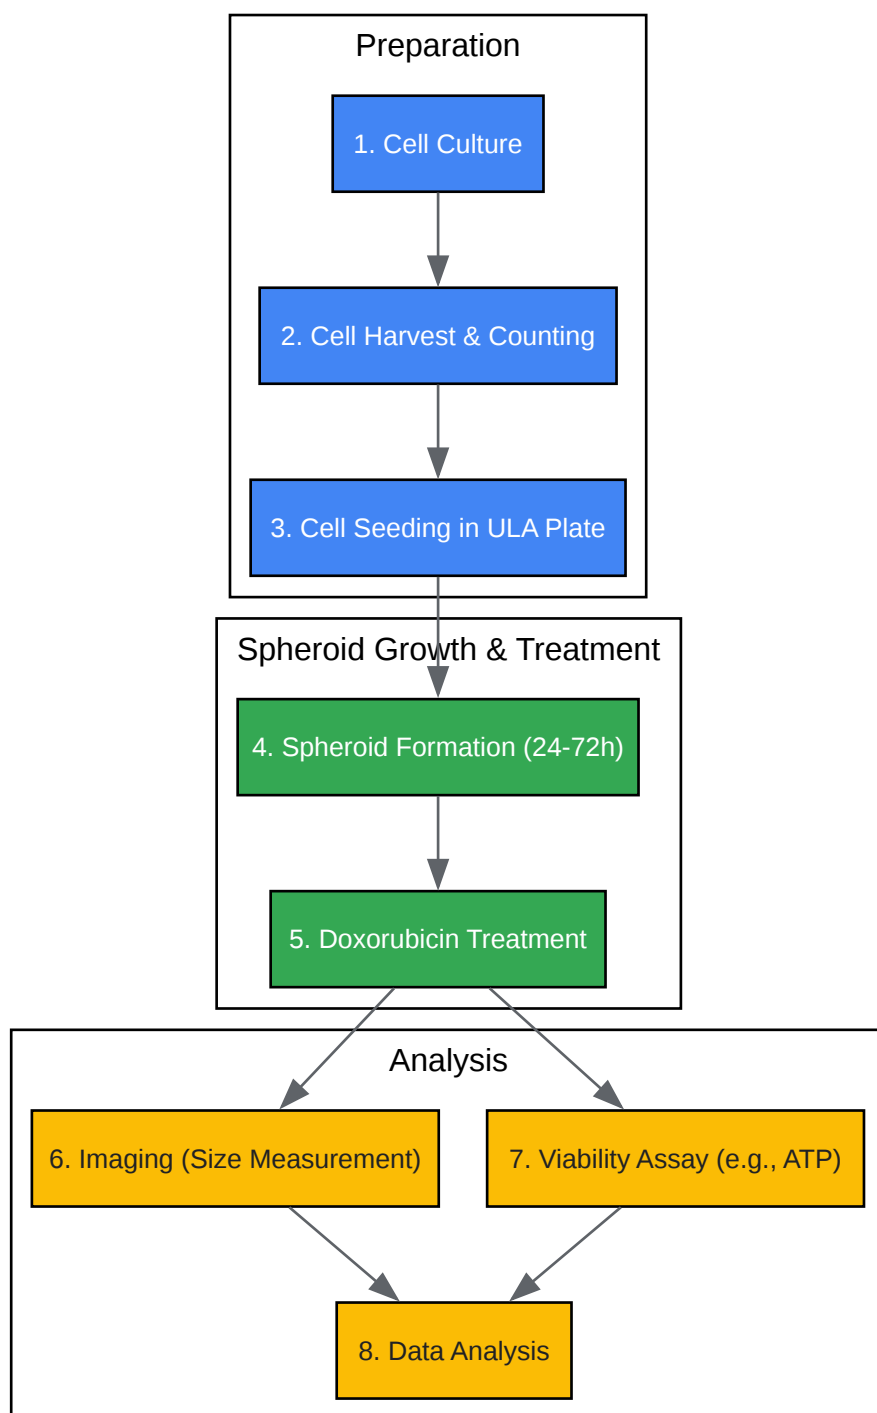 Preparation
1. Cell Culture
2. Cell Harvest & Counting
3. Cell Seeding in ULA Plate
Spheroid Growth & Treatment
4. Spheroid Formation (24-72h)
5. Doxorubicin Treatment
Analysis
6. Imaging (Size Measurement)
7. Viability Assay (e.g., ATP)
8. Data Analysis